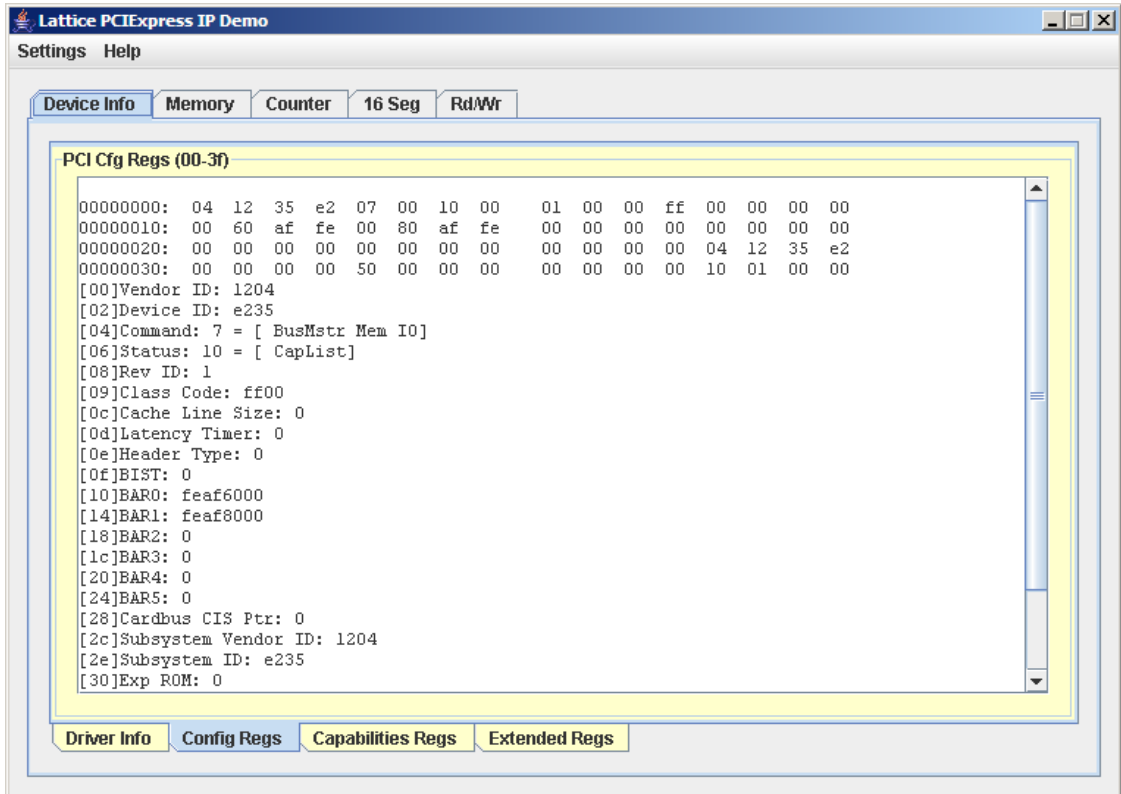 Lattice PCIExpress IP Demo
Settings Help
Device Info Memory Counter 16 Seg Rd/Wr
PCI Cfg Regs (00-3f)
00000000: 04 12 35 e2 07 00 10 00 01 00 00 ff 00 00 00 00
00000010: 00 60 af fe 00 80 af fe 00 00 00 00 00 00 00 00
00000020: 00 00 00 00 00 00 00 00 00 00 00 00 04 12 35 e2
00000030: 00 00 00 00 50 00 00 00 00 00 00 00 10 01 00 00
[00]Vendor ID: 1204
[02]Device ID: e235
[04]Command: 7 = [ BusMstr Mem IO]
[06]Status: 10 = [ CapList]
[08]Rev ID: 1
[09]Class Code: ff00
[0c]Cache Line Size: 0
[0d]Latency Timer: 0
[0e]Header Type: 0
[0f]BIST: 0
[10]BAR0: feaf6000
[14]BAR1: feaf8000
[18]BAR2: 0
[1c]BAR3: 0
[20]BAR4: 0
[24]BAR5: 0
[28]Cardbus CIS Ptr: 0
[2c]Subsystem Vendor ID: 1204
[2e]Subsystem ID: e235
[30]Exp ROM: 0
Driver Info Config Regs Capabilities Regs Extended Regs